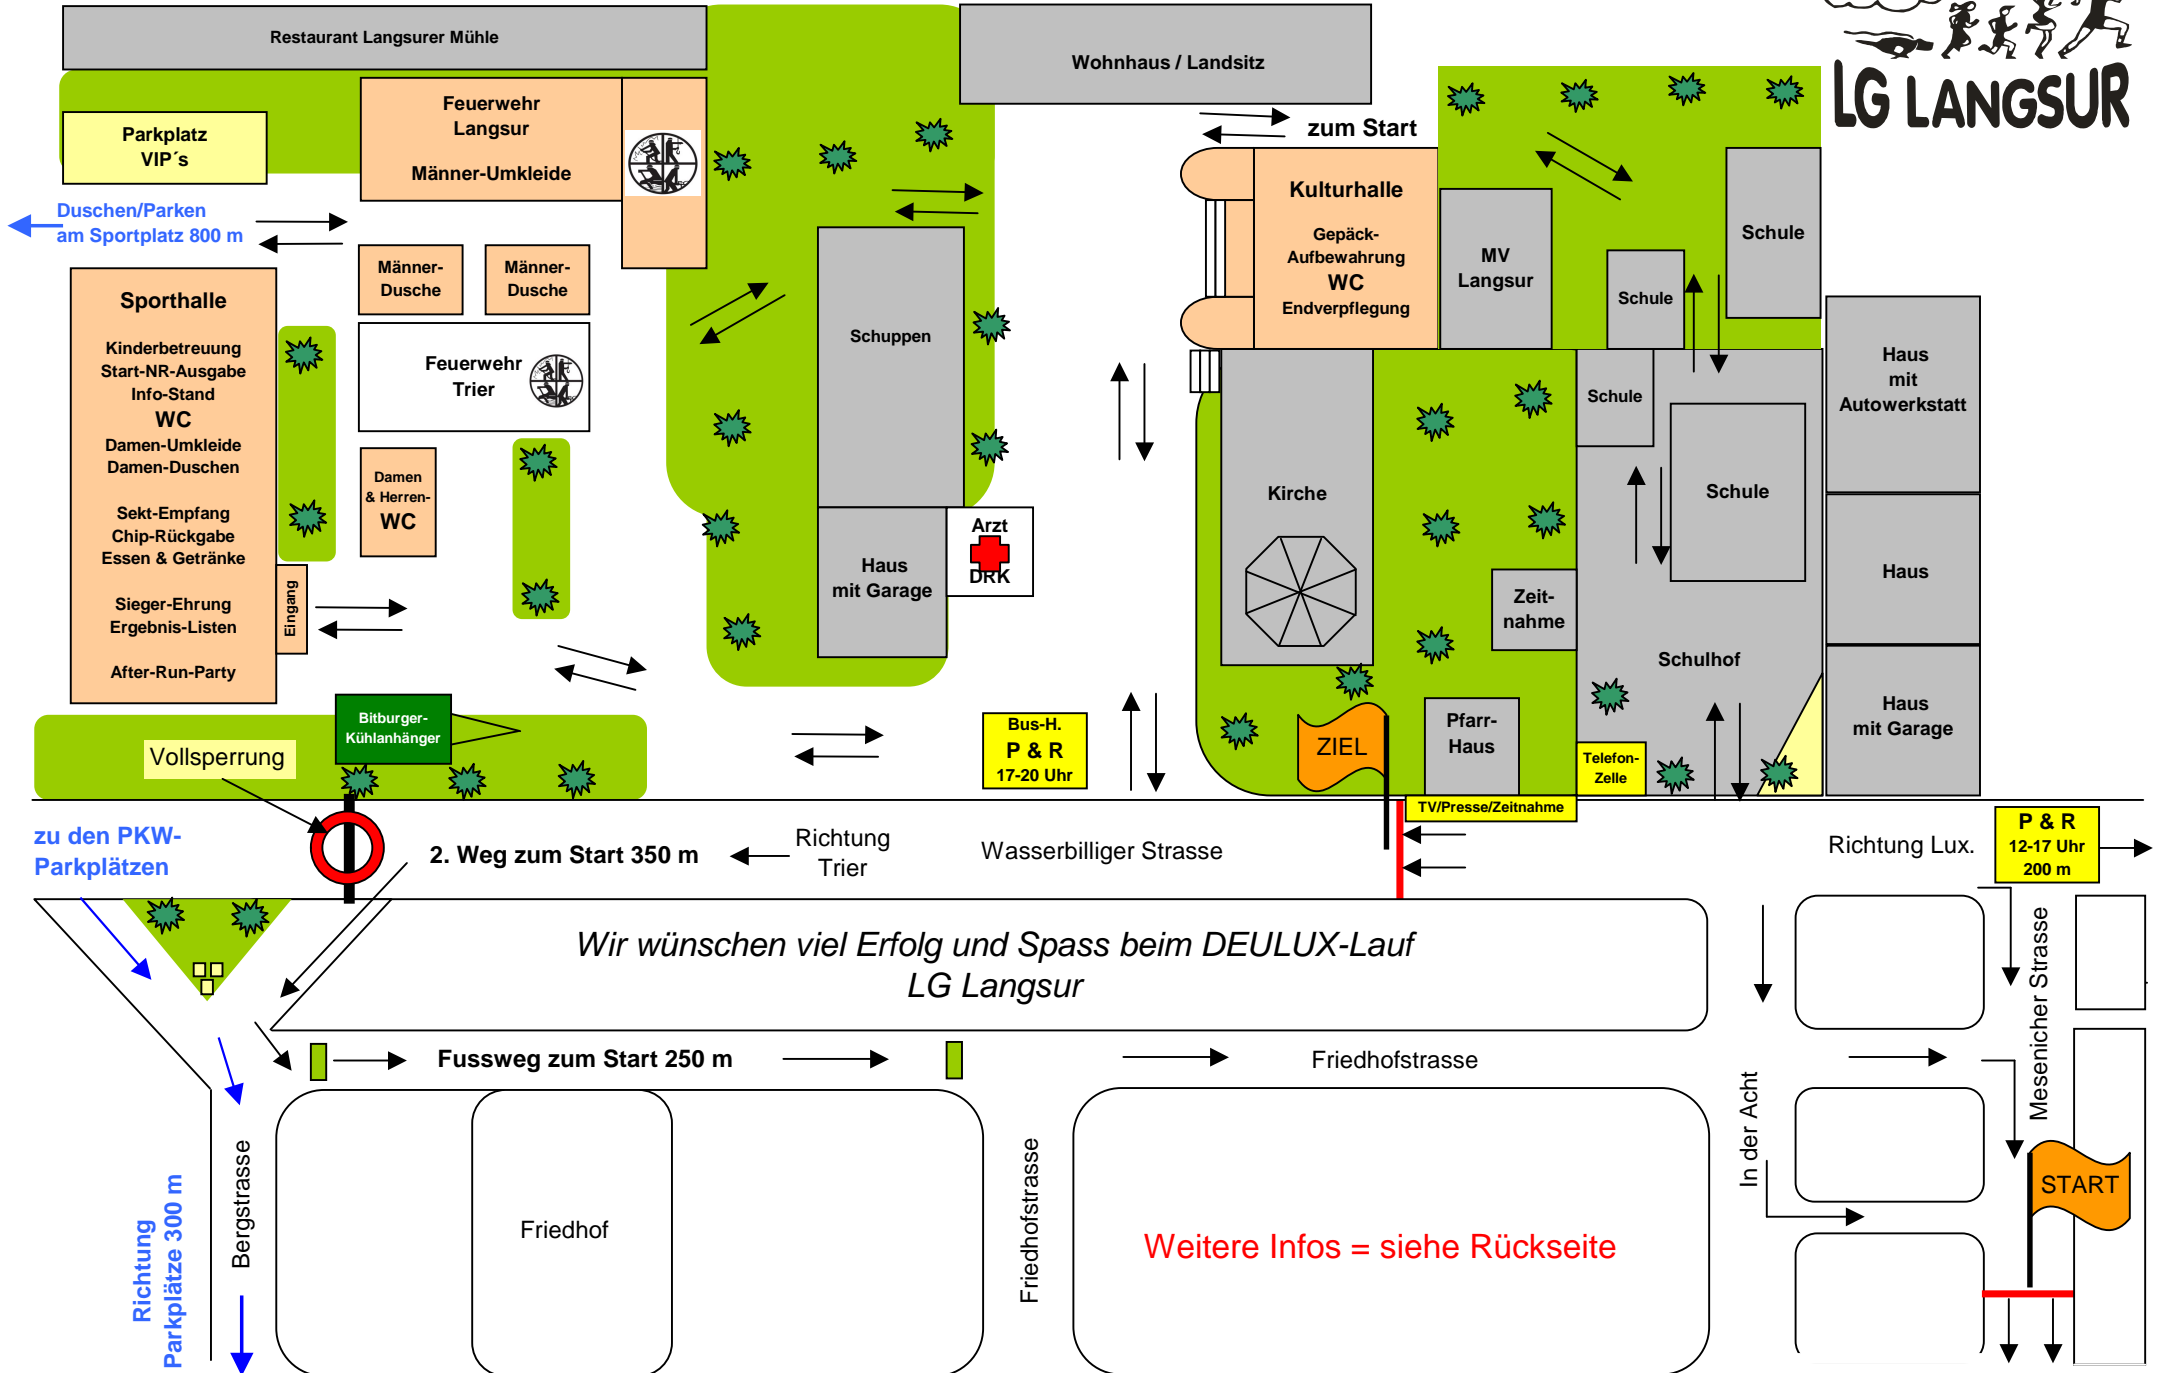 Restaurant Langsurer Mühle
Wohnhaus / Landsitz
LG LANGSUR
Parkplatz
VIP´s
Feuerwehr
Langsur
Männer-Umkleide
zum Start
Duschen/Parken
am Sportplatz 800 m
Kulturhalle
Gepäck-
Aufbewahrung
WC
Endverpflegung
MV
Langsur
Schule
Schule
Schule
Schule
Männer-
Dusche
Männer-
Dusche
Feuerwehr
Trier
Damen
& Herren-
WC
Sporthalle
Kinderbetreuung
Start-NR-Ausgabe
Info-Stand
WC
Damen-Umkleide
Damen-Duschen
Sekt-Empfang
Chip-Rückgabe
Essen & Getränke
Sieger-Ehrung
Ergebnis-Listen
After-Run-Party
Eingang
Schuppen
Haus
mit Garage
Arzt
DRK
Kirche
Zeit-
nahme
Schulhof
Haus
mit
Autowerkstatt
Haus
Haus
mit Garage
Bitburger-
Kühlanhänger
Vollsperrung
Bus-H.
P & R
17-20 Uhr
ZIEL
Pfarr-
Haus
Telefon-
Zelle
TV/Presse/Zeitnahme
zu den PKW-
Parkplätzen
2. Weg zum Start 350 m
Richtung
Trier
Wasserbilliger Strasse
Richtung Lux.
P & R
12-17 Uhr
200 m
Wir wünschen viel Erfolg und Spass beim DEULUX-Lauf
LG Langsur
Fussweg zum Start 250 m
Friedhofstrasse
Mesenicher Strasse
In der Acht
START
Richtung
Parkplätze 300 m
Bergstrasse
Friedhof
Friedhofstrasse
Weitere Infos = siehe Rückseite